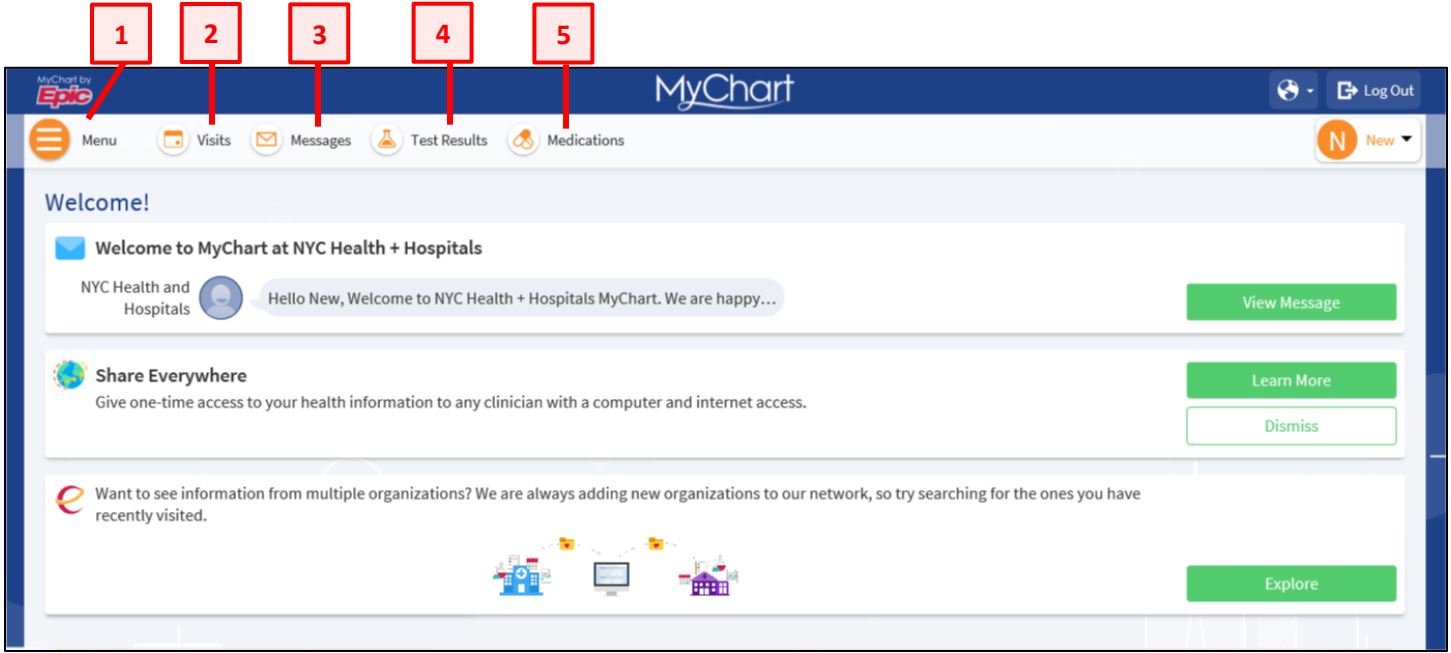 1 2 3 4 5
MyChart by
Epic
MyChart
Log Out
Menu Visits Messages Test Results Medications
N New
Welcome!
Welcome to MyChart at NYC Health + Hospitals
NYC Health and
Hospitals
Hello New, Welcome to NYC Health + Hospitals MyChart. We are happy...
View Message
Share Everywhere
Give one-time access to your health information to any clinician with a computer and internet access.
Learn More
Dismiss
Want to see information from multiple organizations? We are always adding new organizations to our network, so try searching for the ones you have
recently visited.
Explore